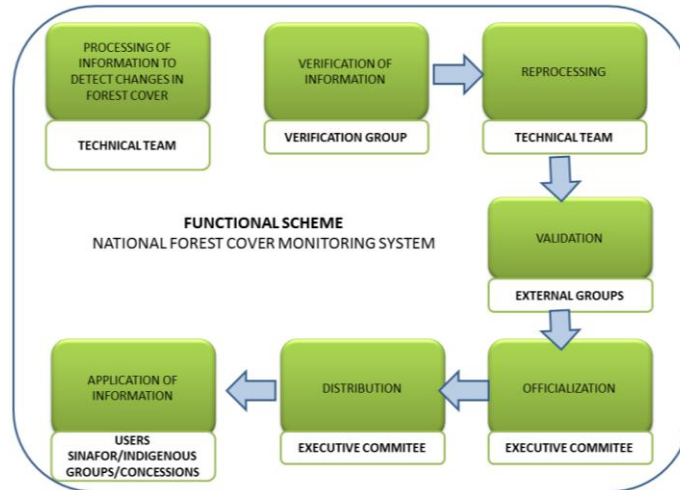 PROCESSING OF
INFORMATION TO
DETECT CHANGES IN
FOREST COVER
TECHNICAL TEAM
VERIFICATION OF
INFORMATION
VERIFICATION GROUP
REPROCESSING
TECHNICAL TEAM
FUNCTIONAL SCHEME
NATIONAL FOREST COVER MONITORING SYSTEM
VALIDATION
EXTERNAL GROUPS
OFFICIALIZATION
EXECUTIVE COMMITEE
DISTRIBUTION
EXECUTIVE COMMITEE
APPLICATION OF
INFORMATION
USERS
SINAFOR/INDIGENOUS
GROUPS/CONCESSIONS